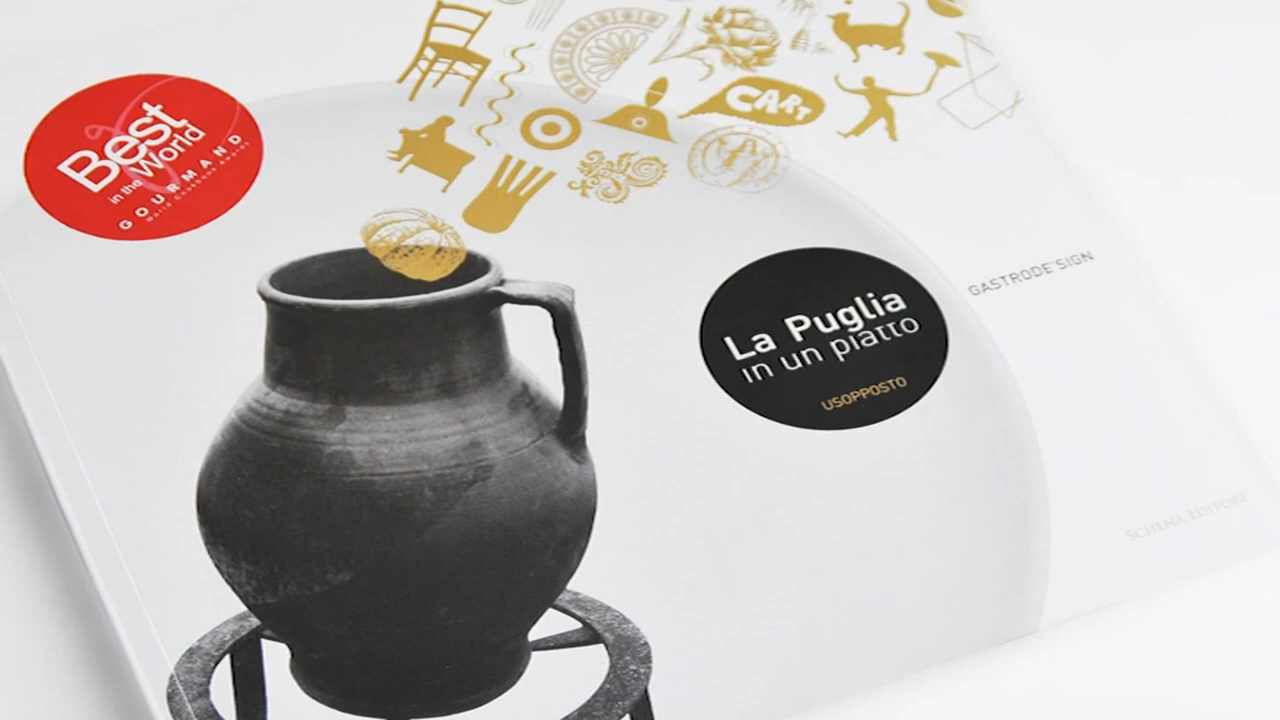 Best
in the World
GOURMAND
World Cookbook Awards
CART
La Puglia
in un piatto
USOPPOSTO
GASTRODE'SIGN
SCHENA EDITORE